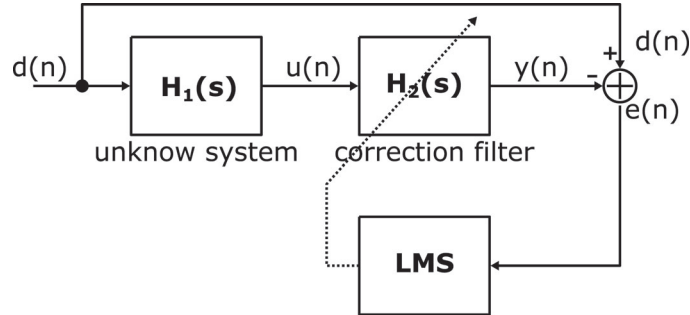 d(n)
H₁(s)
u(n)
H₂(s)
y(n)
+
-
d(n)
e(n)
unknow system
correction filter
LMS